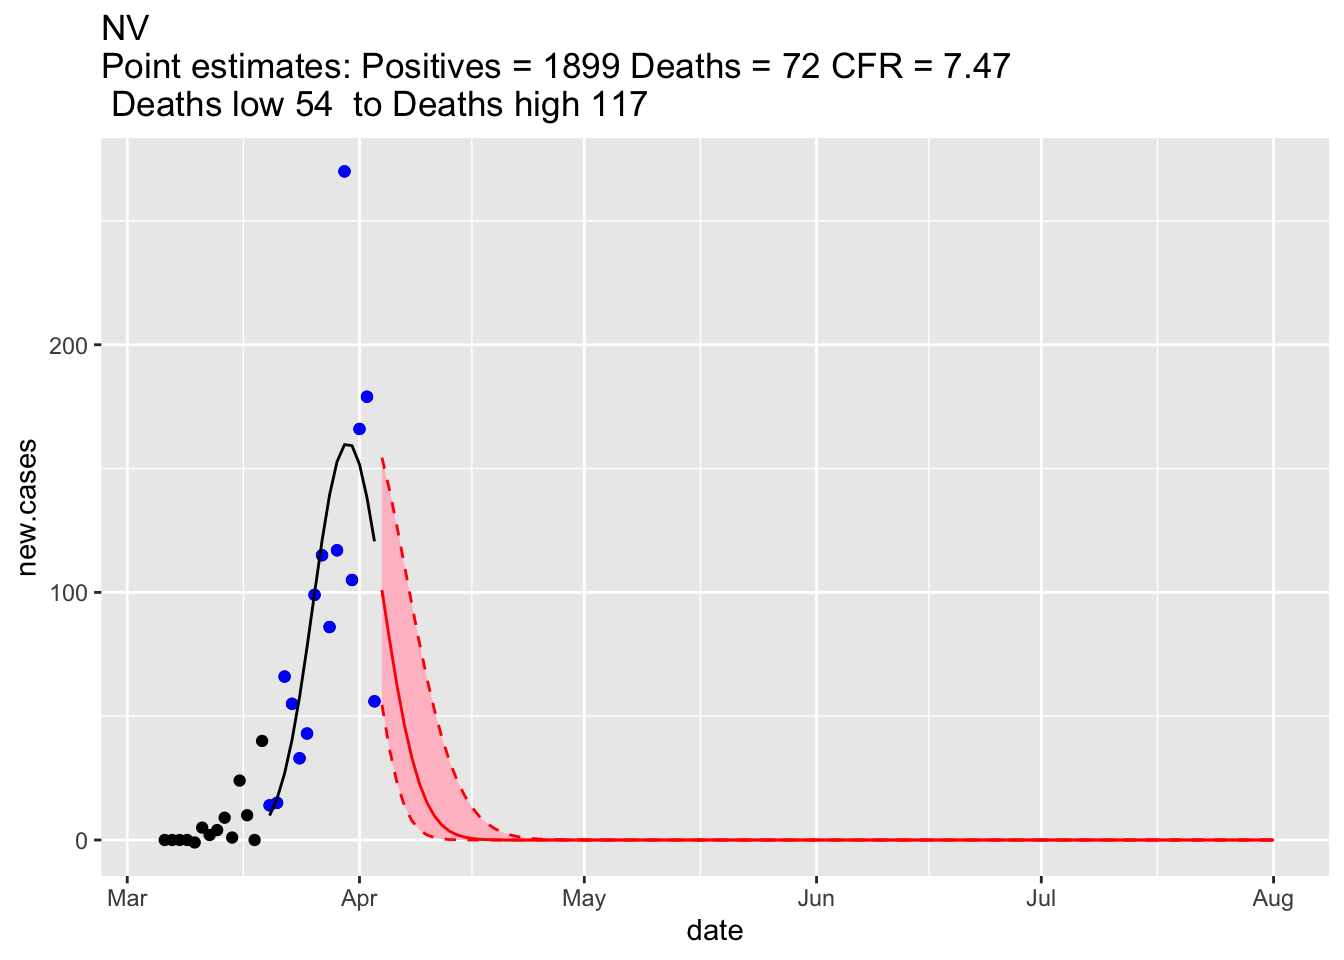 NV
Point estimates: Positives = 1899 Deaths = 72 CFR = 7.47
Deaths low 54  to Deaths high 117
new.cases
200
100
0
Mar Apr May Jun Jul Aug
date